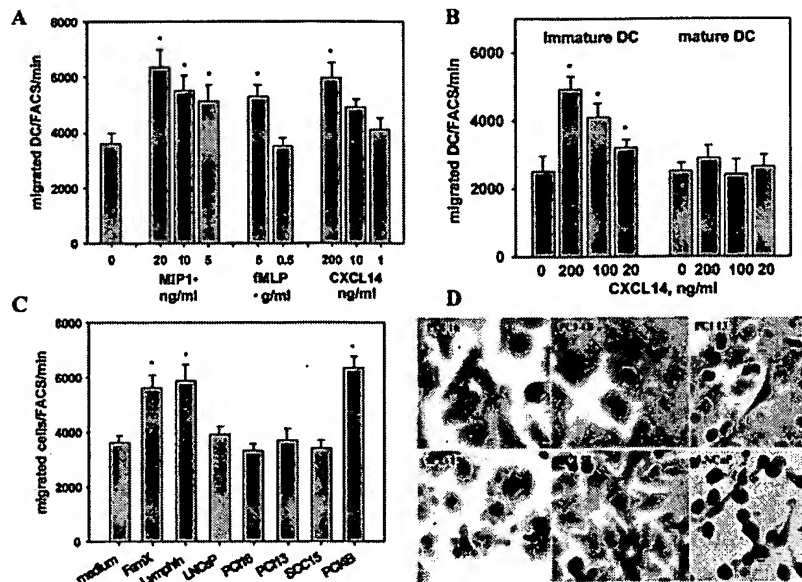 A
8000
6000
4000
2000
0
migrated DC/FACS/min
0
20 10 5
MIP1•
ng/ml
5 0.5
fMLP
• g/ml
200 10 1
CXCL14
ng/ml
B
Immature DC mature DC
6000
4000
2000
0
migrated DC/FACS/min
0 200 100 20 0 200 100 20
CXCL14, ng/ml
C
8000
6000
4000
2000
0
migrated cells/FACS/min
medium
LNCaP
PCI13
D
PCI13
LNCaP